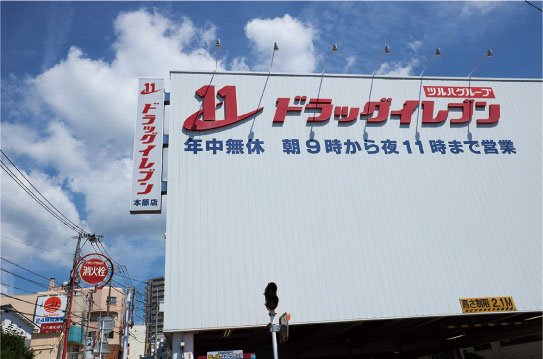 ツルハグループ
11 ドラッグイレブン
年中無休 朝9時から夜11時まで営業
11
ドラッグイレブン
本原店
消火栓
高さ制限 2.1M